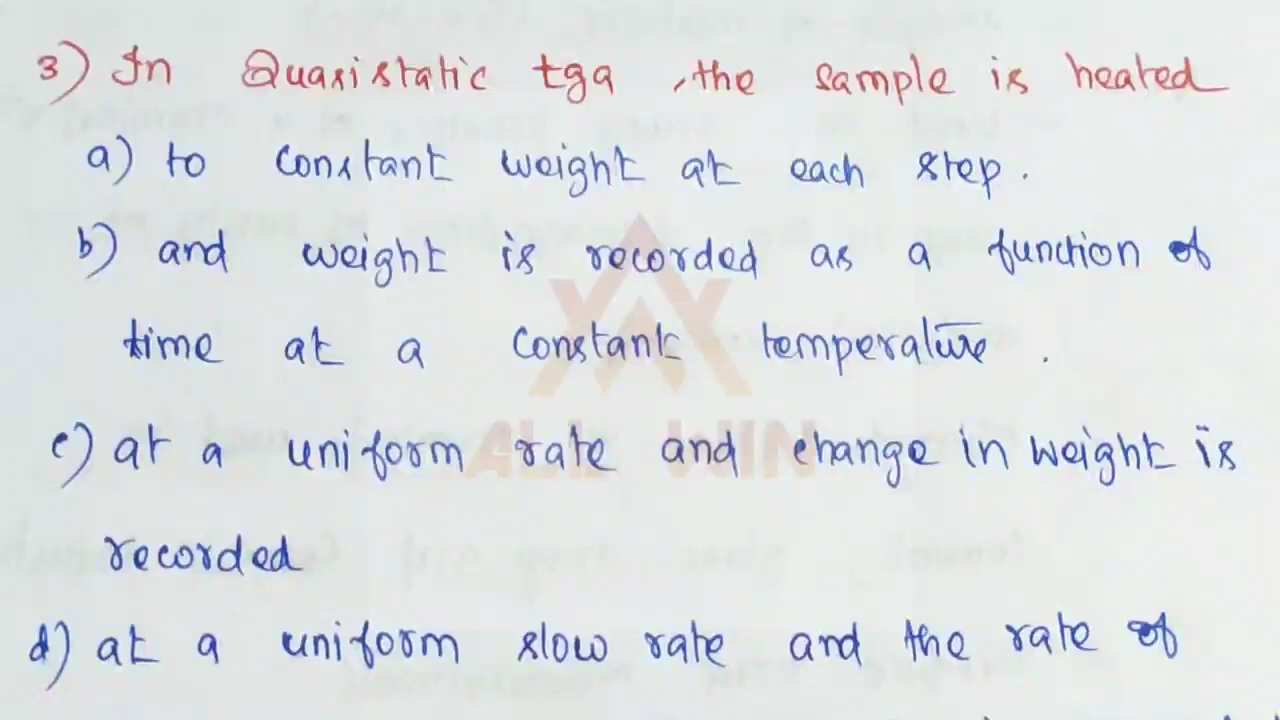 3) In Quasistatic tga, the sample is heated
a) to constant weight at each step.
b) and weight is recorded as a function of
time at a constant temperature.
c) at a uniform rate and change in weight is
recorded
d) at a uniform slow rate and the rate of
ALL WIN